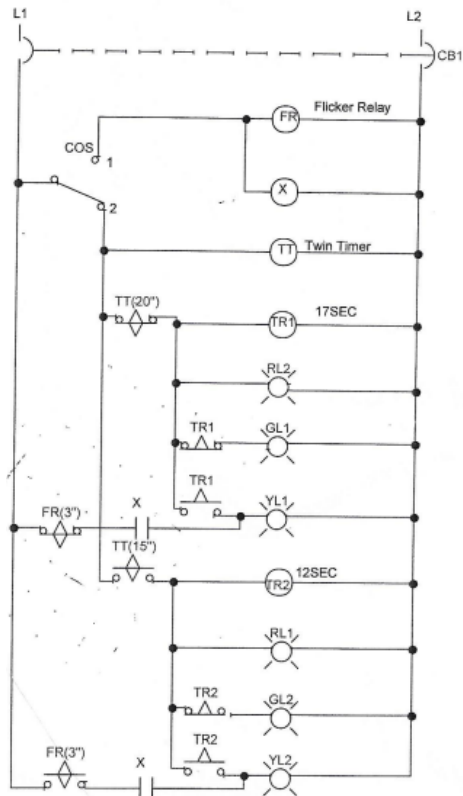 L1
L2
CB1
FR Flicker Relay
COS
1
X
2
TT Twin Timer
TT(20")
TR1 17SEC
RL2
TR1
GL1
TR1
X
YL1
FR(3")
TT(15")
TR2 12SEC
RL1
TR2
GL2
TR2
FR(3")
X
YL2